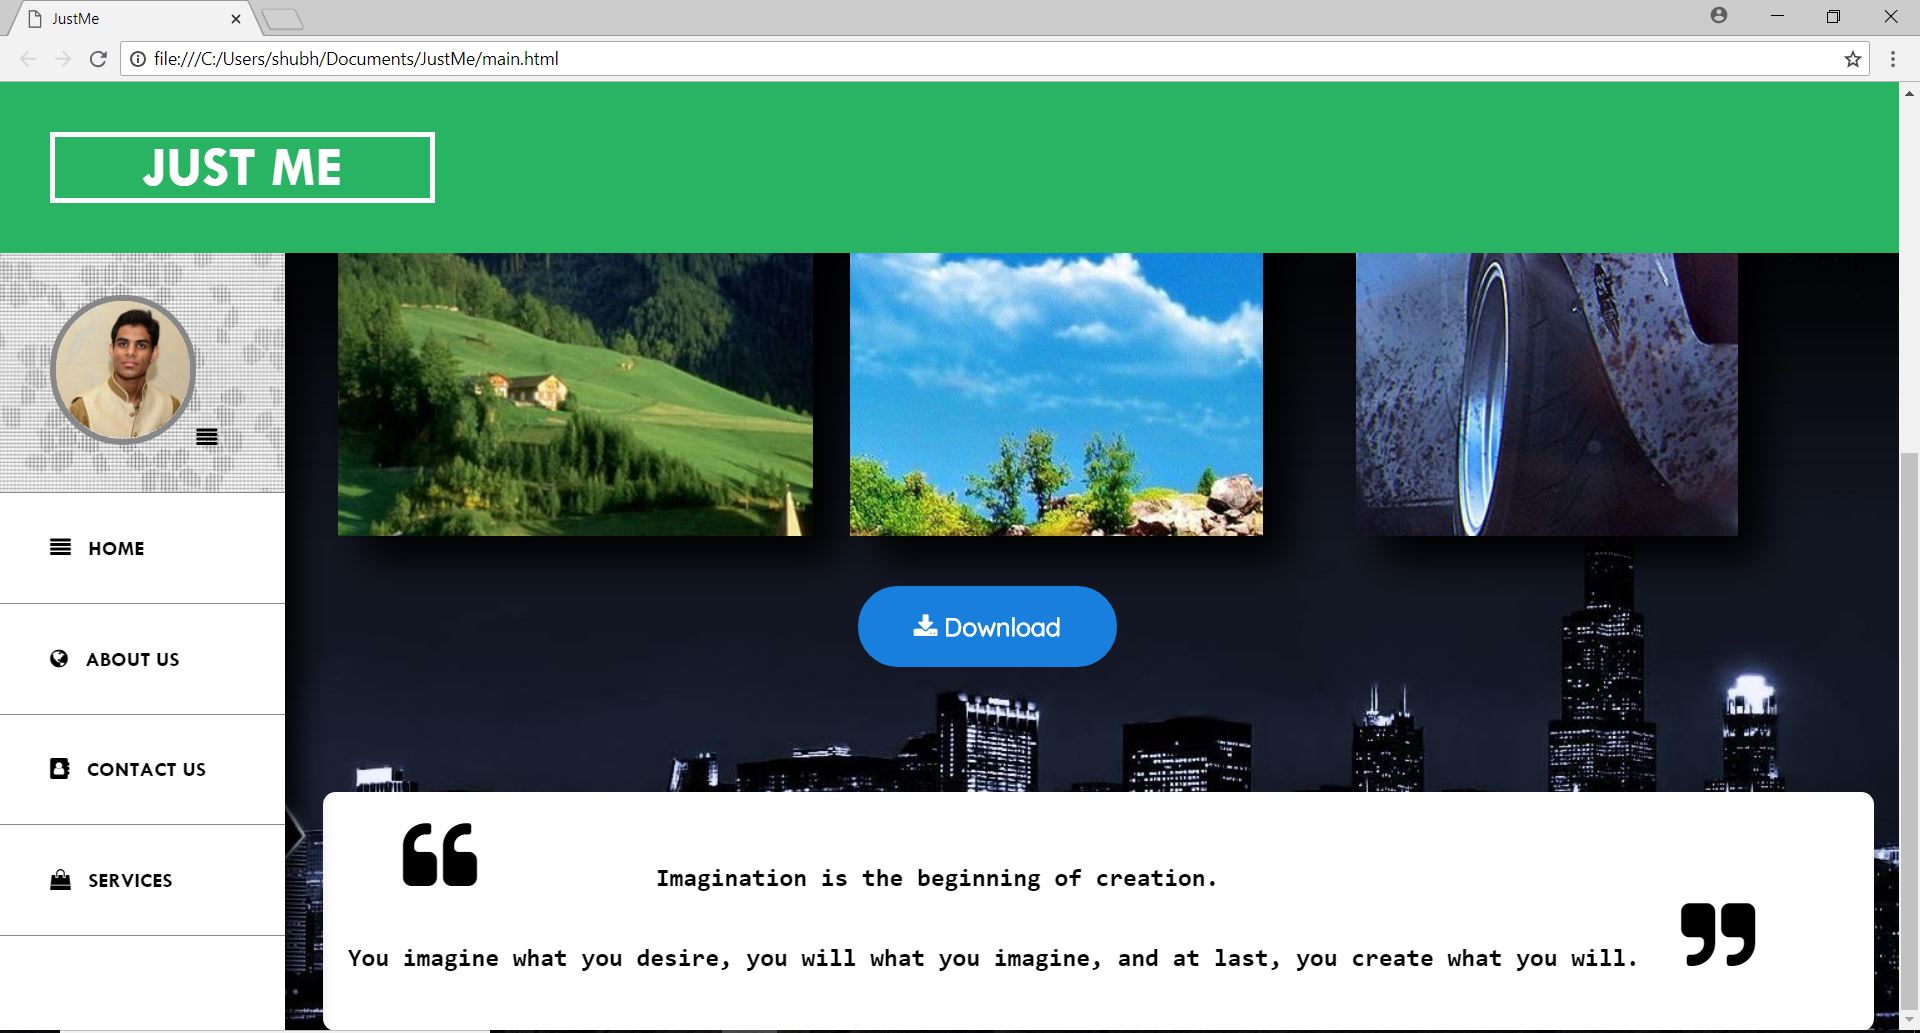 JustMe
file:///C:/Users/shubh/Documents/JustMe/main.html
JUST ME
HOME
ABOUT US
CONTACT US
SERVICES
Download
“
Imagination is the beginning of creation.
You imagine what you desire, you will what you imagine, and at last, you create what you will. ”